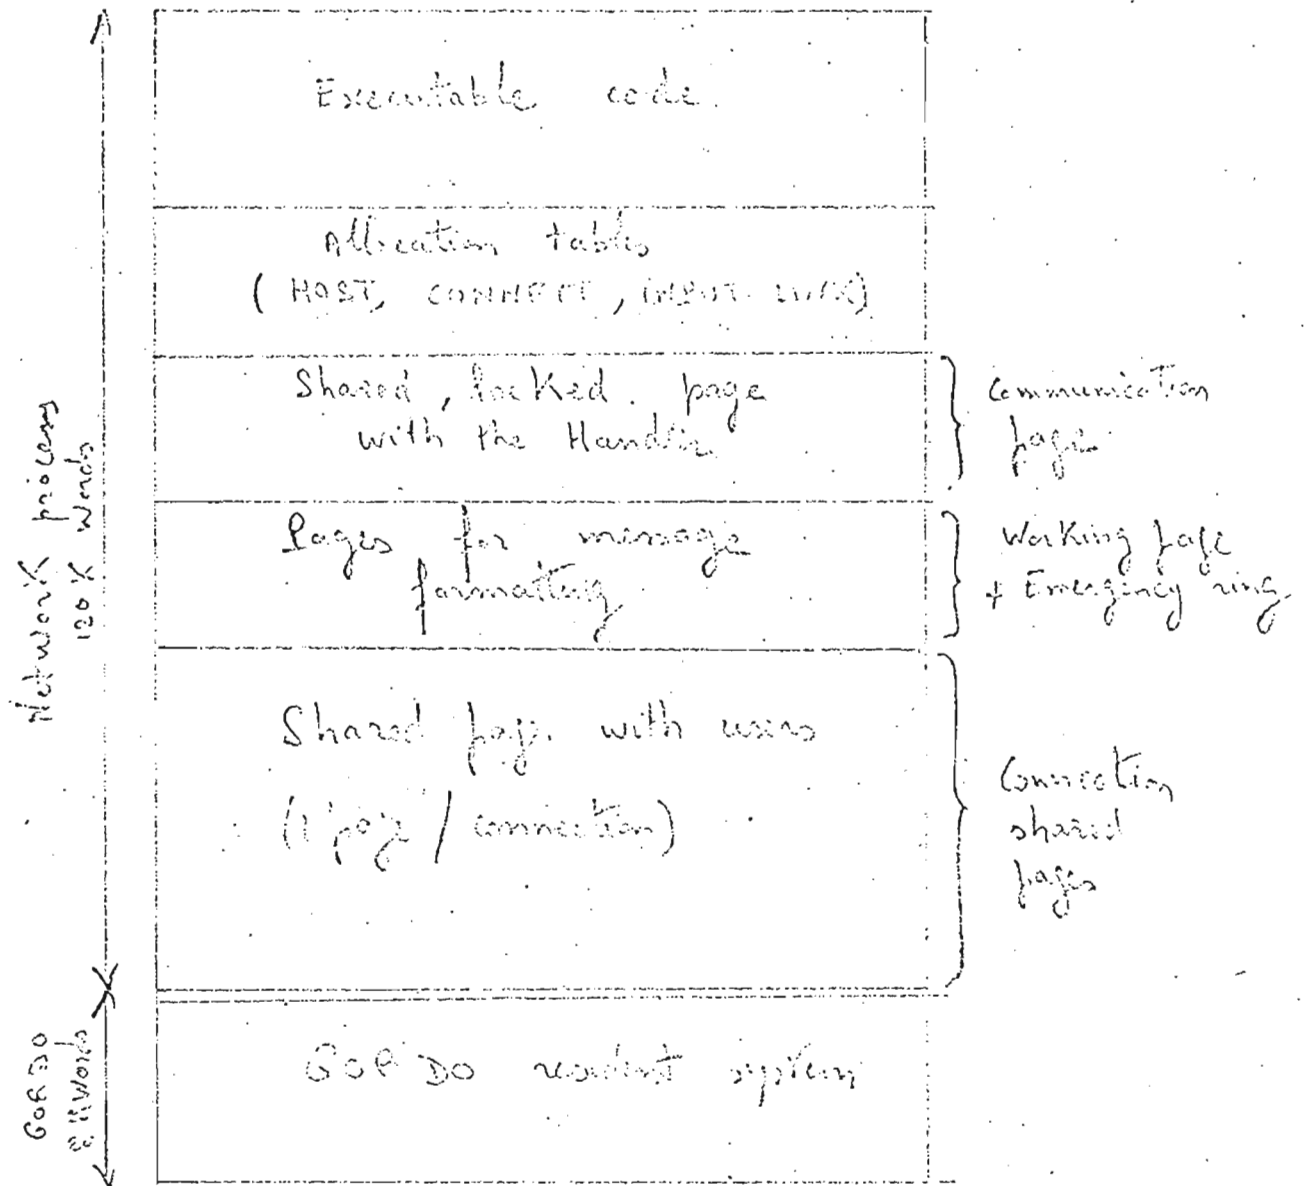 Executable code
Allocation tables
(HOST, CONNECT, INPUT LINK)
Shared, locked page
with the Handler
Communication
page
Pages for message
formatting
Working page
+ Emergency ring
Shared page with users
(1 page / connection)
Connection
shared
pages
GORDO resident system
Network process
120 K words
GORDO
Words